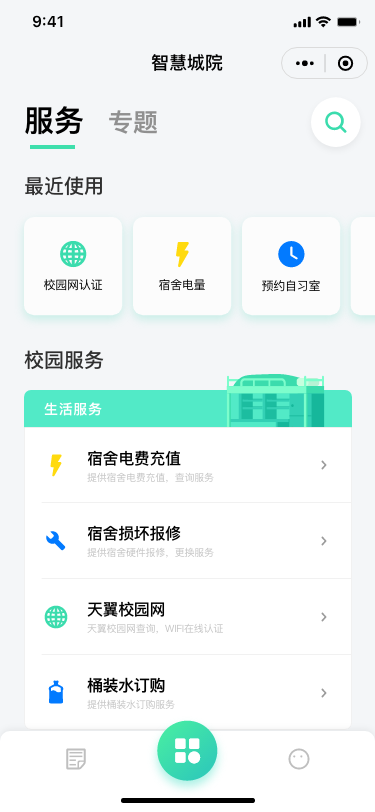 9:41
智慧城院
服务 专题
最近使用
校园网认证 宿舍电量 预约自习室
校园服务
生活服务
宿舍电费充值
提供宿舍电费充值、查询服务
宿舍损坏报修
提供宿舍硬件报修、更换服务
天翼校园网
天翼校园网查询、WIFI在线认证
桶装水订购
提供桶装水订购服务